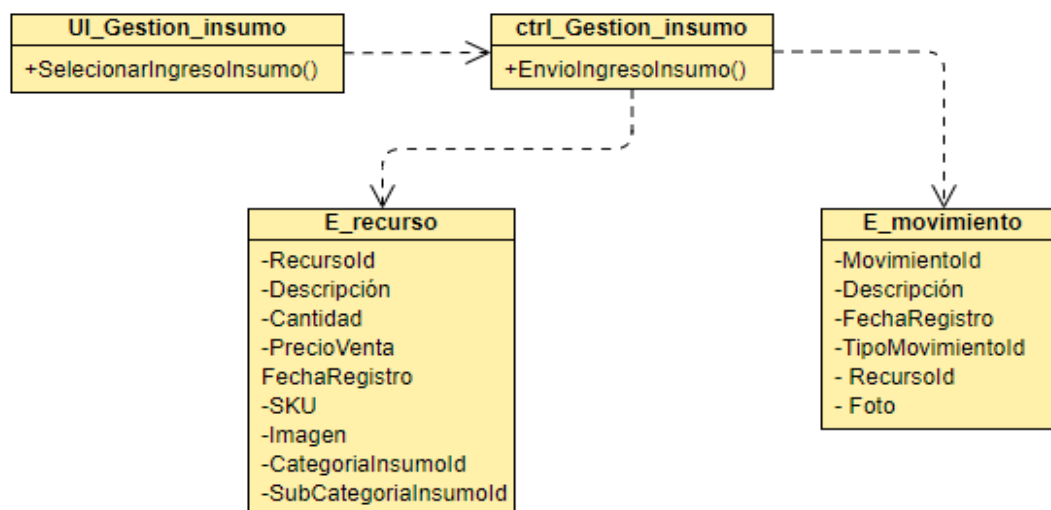 UI_Gestion_insumo
+SelecionarIngresoInsumo()
ctrl_Gestion_insumo
+EnvioIngresoInsumo()
E_recurso
-RecursoId
-Descripción
-Cantidad
-PrecioVenta
FechaRegistro
-SKU
-Imagen
-CategoriaInsumoId
-SubCategoriaInsumoId
E_movimiento
-MovimientoId
-Descripción
-FechaRegistro
-TipoMovimientoId
- RecursoId
- Foto